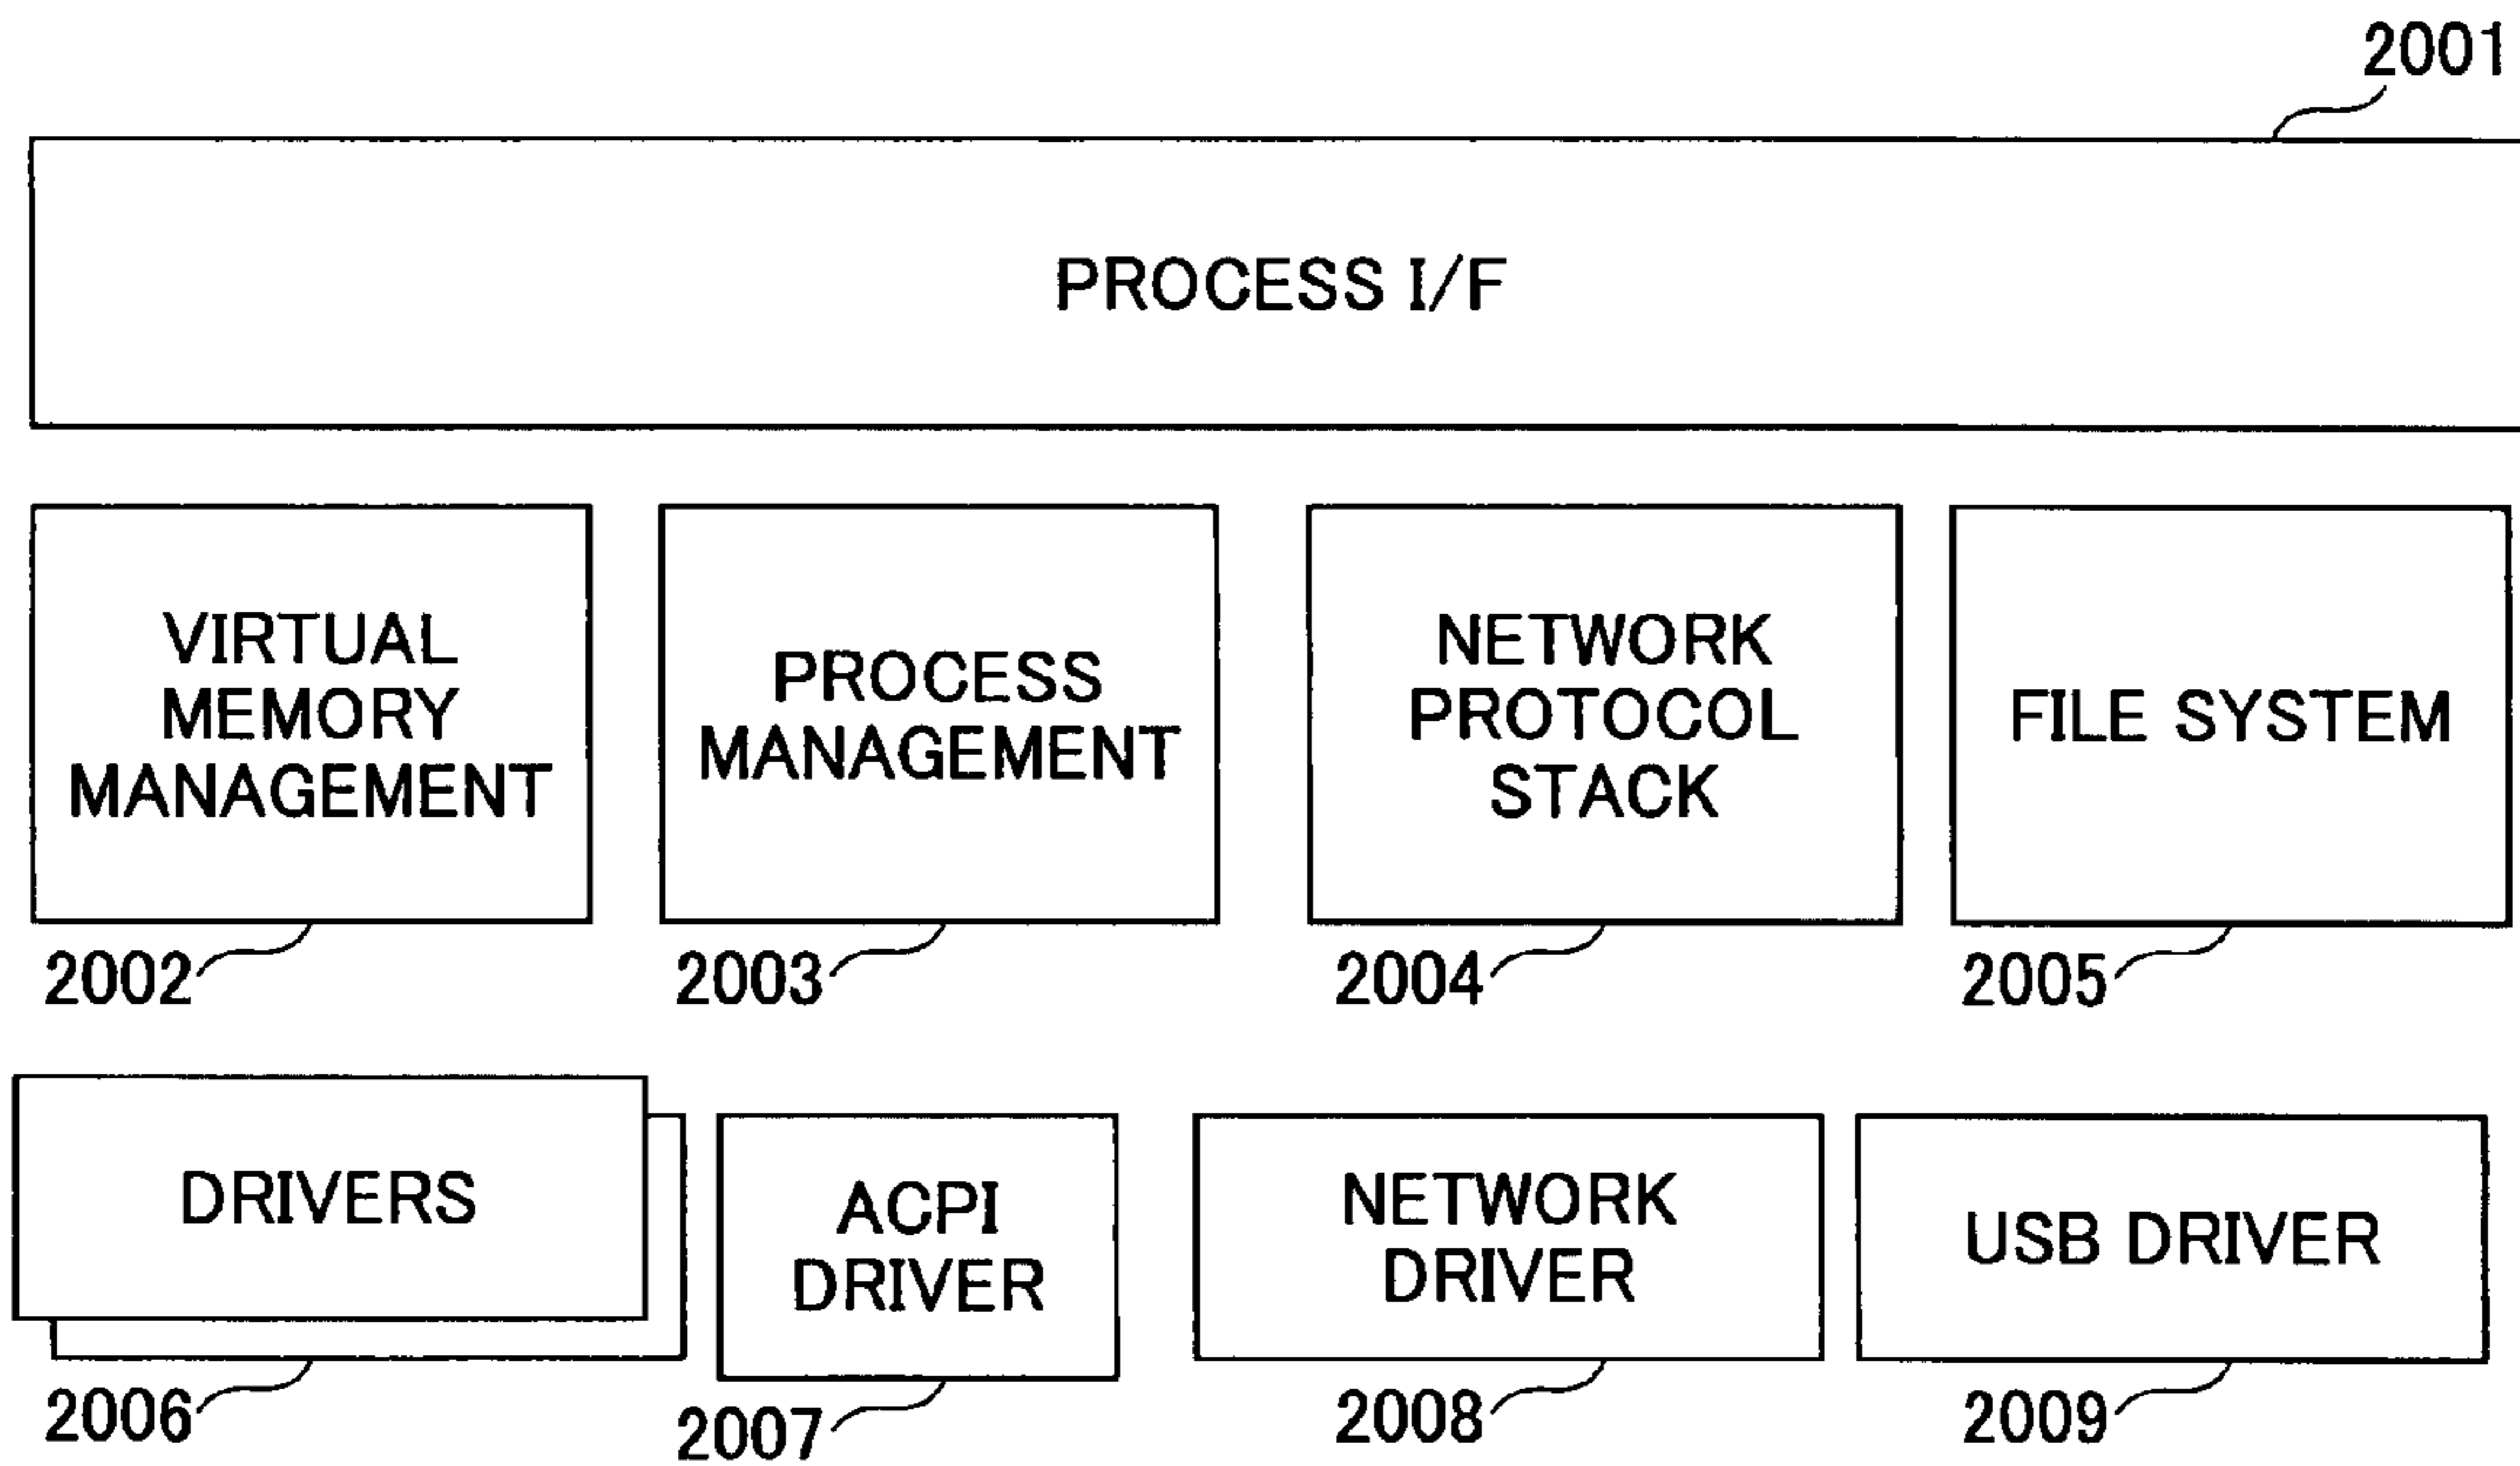 2001
PROCESS I/F
VIRTUAL
MEMORY
MANAGEMENT
PROCESS
MANAGEMENT
NETWORK
PROTOCOL
STACK
FILE SYSTEM
2002
2003
2004
2005
DRIVERS
ACPI
DRIVER
NETWORK
DRIVER
USB DRIVER
2006
2007
2008
2009